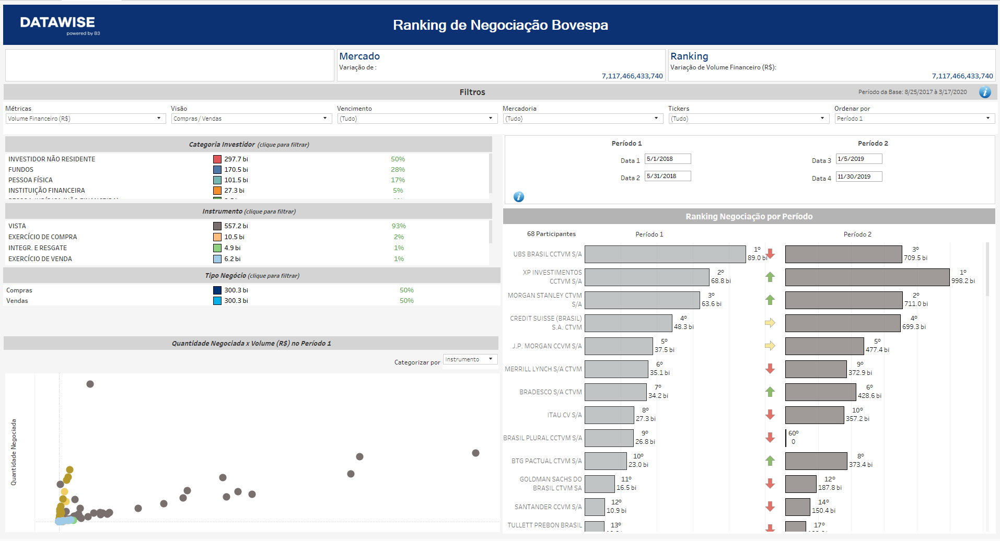 DATAWISE
powered by B3
Ranking de Negociação Bovespa
Mercado
Variação de :
7,117,466,433,740
Ranking
Variação de Volume Financeiro (R$):
7,117,466,433,740
Filtros
Período da Base: 8/25/2017 à 3/17/2020
i
Métricas
Volume Financeiro (R$)
Visão
Compras / Vendas
Vencimento
(Tudo)
Mercadoria
(Tudo)
Tickers
(Tudo)
Ordenar por
Período 1
Categoria Investidor (clique para filtrar)
INVESTIDOR NÃO RESIDENTE 297.7 bi 50%
FUNDOS 170.5 bi 28%
PESSOA FÍSICA 101.5 bi 17%
INSTITUIÇÃO FINANCEIRA 27.3 bi 5%
Instrumento (clique para filtrar)
VISTA 557.2 bi 93%
EXERCÍCIO DE COMPRA 10.5 bi 2%
INTEGR. E RESGATE 4.9 bi 1%
EXERCÍCIO DE VENDA 6.2 bi 1%
Tipo Negócio (clique para filtrar)
Compras 300.3 bi 50%
Vendas 300.3 bi 50%
Quantidade Negociada x Volume (R$) no Período 1
Categorizar por Instrumento
Quantidade Negociada
Período 1
Data 1 5/1/2018
Data 2 5/31/2018
Período 2
Data 3 1/5/2019
Data 4 11/30/2019
i
Ranking Negociação por Período
68 Participantes Período 1 Período 2
UBS BRASIL CCTVM S/A 1º 89.0 bi 3º 709.5 bi
XP INVESTIMENTOS
CCTVM S/A 2º 68.8 bi 1º 998.2 bi
MORGAN STANLEY CTVM
S/A 3º 63.6 bi 2º 711.0 bi
CREDIT SUISSE (BRASIL)
S.A. CTVM 4º 48.3 bi 4º 699.3 bi
J.P. MORGAN CCVM S/A 5º 37.5 bi 5º 477.4 bi
MERRILL LYNCH S/A CTVM 6º 35.1 bi 9º 372.9 bi
BRADESCO S/A CTVM 7º 34.2 bi 6º 428.6 bi
ITAU CV S/A 8º 27.3 bi 10º 357.2 bi
BRASIL PLURAL CCTVM S/A 9º 26.8 bi 60º 0
BTG PACTUAL CTVM S/A 10º 23.0 bi 8º 373.4 bi
GOLDMAN SACHS DO
BRASIL CTVM SA 11º 16.5 bi 12º 187.8 bi
SANTANDER CCVM S/A 12º 10.9 bi 14º 150.4 bi
TULLETT PREBON BRASIL 13º 17º